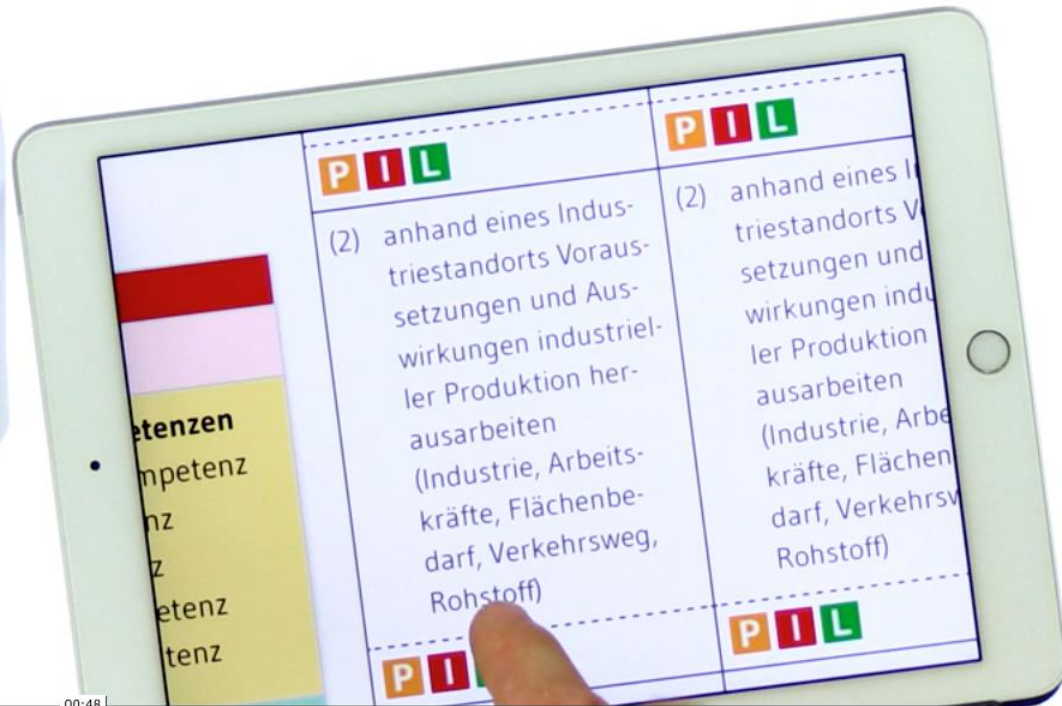 P I L
(2) anhand eines Indus-
triestandorts Voraus-
setzungen und Aus-
wirkungen industriel-
ler Produktion her-
ausarbeiten
(Industrie, Arbeits-
kräfte, Flächenbe-
darf, Verkehrsweg,
Rohstoff)
P I
P I L
(2) anhand eines I
triestandorts V
setzungen und
wirkungen indu
ler Produktion
ausarbeiten
(Industrie, Arbe
kräfte, Flächen
darf, Verkehrsw
Rohstoff)
P I L
etenzen
mpetenz
nz
z
etenz
tenz
00:48